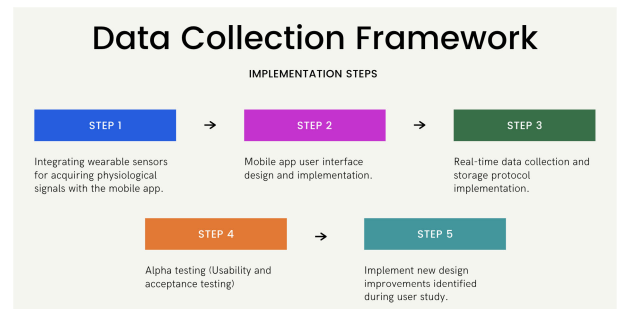 Data Collection Framework
IMPLEMENTATION STEPS
STEP 1
Integrating wearable sensors
for acquiring physiological
signals with the mobile app.
STEP 2
Mobile app user interface
design and implementation.
STEP 3
Real-time data collection and
storage protocol
implementation.
STEP 4
Alpha testing (Usability and
acceptance testing)
STEP 5
Implement new design
improvements identified
during user study.